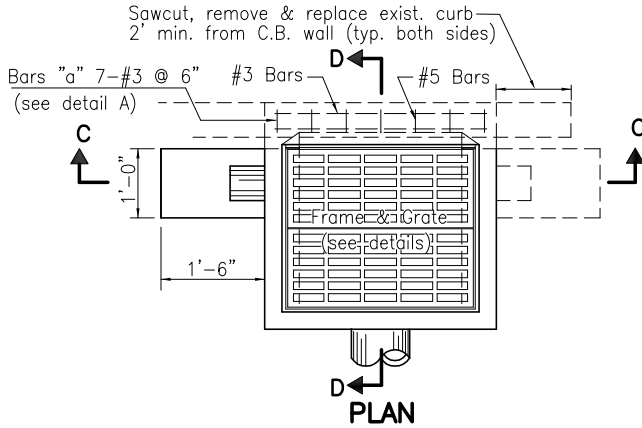 Sawcut, remove & replace exist. curb
2' min. from C.B. wall (typ. both sides)
D
Bars "a" 7-#3 @ 6"
#3 Bars
#5 Bars
(see detail A)
C
C
1'-0"
Frame & Grate
(see details)
1'-6"
D
PLAN